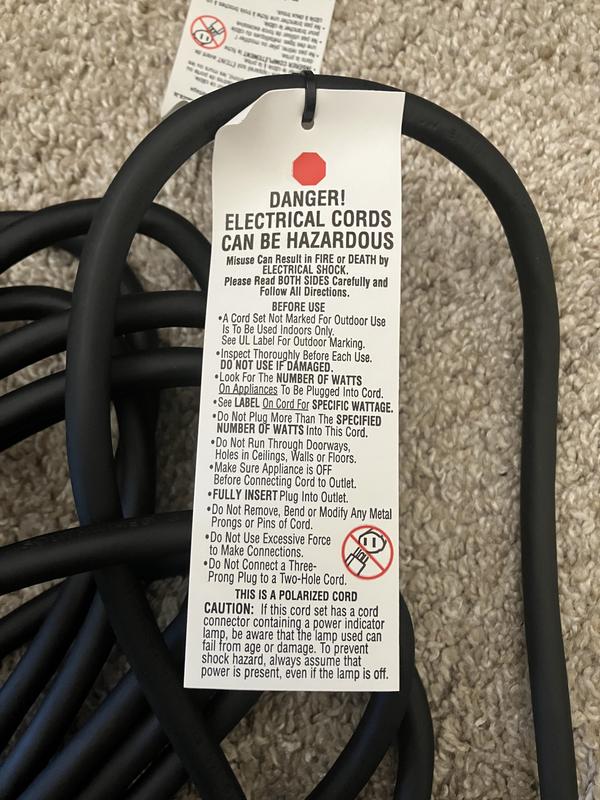 DANGER!
ELECTRICAL CORDS
CAN BE HAZARDOUS
Misuse Can Result in FIRE or DEATH by
ELECTRICAL SHOCK.
Please Read BOTH SIDES Carefully and
Follow All Directions.
BEFORE USE
•A Cord Set Not Marked For Outdoor Use
Is To Be Used Indoors Only.
See UL Label For Outdoor Marking.
•Inspect Thoroughly Before Each Use.
DO NOT USE IF DAMAGED.
•Look For The NUMBER OF WATTS
On Appliances To Be Plugged Into Cord.
•See LABEL On Cord For SPECIFIC WATTAGE.
•Do Not Plug More Than The SPECIFIED
NUMBER OF WATTS Into This Cord.
•Do Not Run Through Doorways,
Holes in Ceilings, Walls or Floors.
•Make Sure Appliance is OFF
Before Connecting Cord to Outlet.
•FULLY INSERT Plug Into Outlet.
•Do Not Remove, Bend or Modify Any Metal
Prongs or Pins of Cord.
•Do Not Use Excessive Force
to Make Connections.
•Do Not Connect a Three-
Prong Plug to a Two-Hole Cord.
THIS IS A POLARIZED CORD
CAUTION: If this cord set has a cord
connector containing a power indicator
lamp, be aware that the lamp used can
fail from age or damage. To prevent
shock hazard, always assume that
power is present, even if the lamp is off.